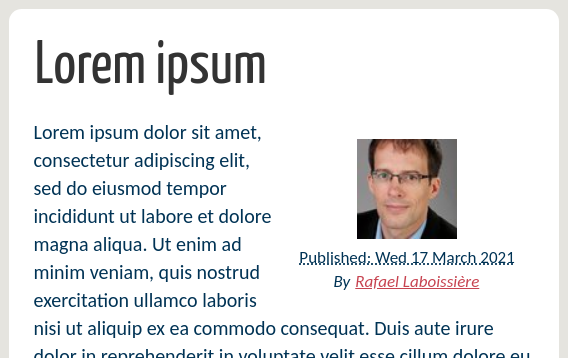 Lorem ipsum
Lorem ipsum dolor sit amet,
consectetur adipiscing elit,
sed do eiusmod tempor
incididunt ut labore et dolore
magna aliqua. Ut enim ad
minim veniam, quis nostrud
exercitation ullamco laboris
nisi ut aliquip ex ea commodo consequat. Duis aute irure
dolor in reprehenderit in voluptate velit esse cillum dolore eu
Published: Wed 17 March 2021
By Rafael Laboissière